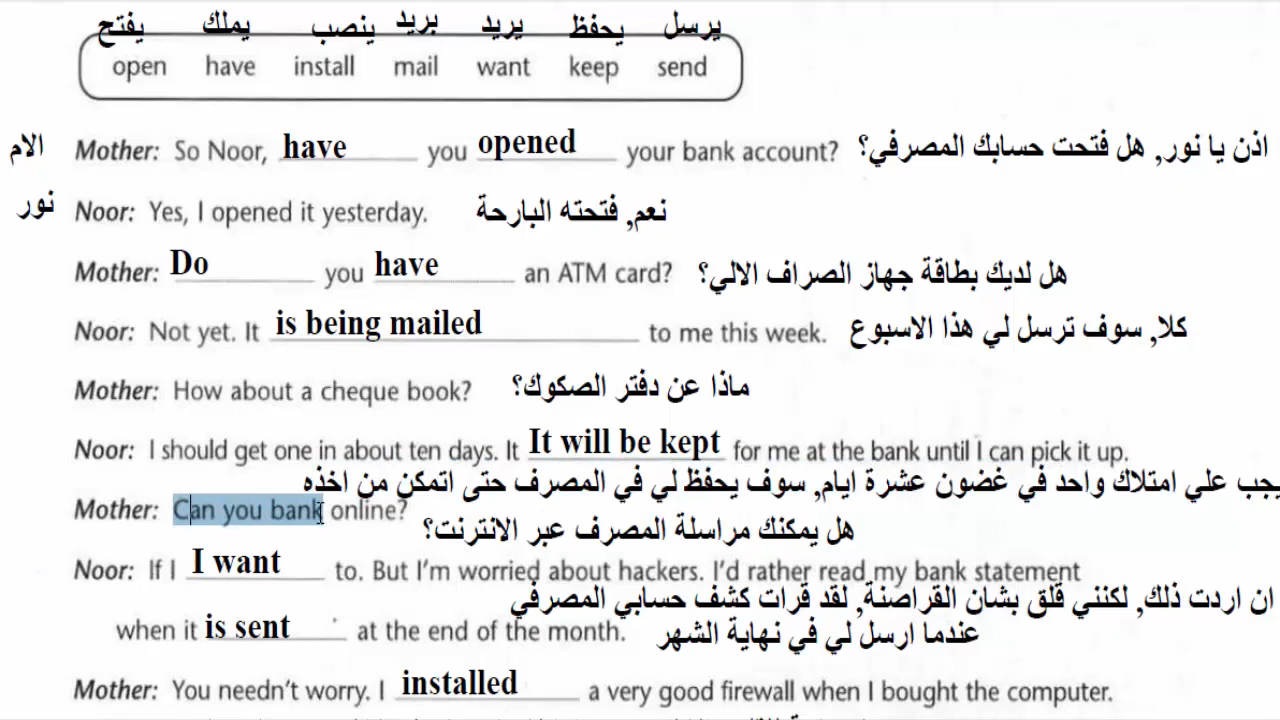 يفتح يملك ينصب بريد يريد يحفظ يرسل
open have install mail want keep send
الام Mother: So Noor, have you opened your bank account? اذن يا نور, هل فتحت حسابك المصرفي؟
نور Noor: Yes, I opened it yesterday. نعم, فتحته البارحة
Mother: Do you have an ATM card? هل لديك بطاقة جهاز الصراف الالي؟
Noor: Not yet. It is being mailed to me this week. كلا, سوف ترسل لي هذا الاسبوع
Mother: How about a cheque book? ماذا عن دفتر الصكوك؟
Noor: I should get one in about ten days. It It will be kept for me at the bank until I can pick it up.
يجب علي امتلاك واحد في غضون عشرة ايام, سوف يحفظ لي في المصرف حتى اتمكن من اخذه
Mother: Can you bank online?
هل يمكنك مراسلة المصرف عبر الانترنت؟
Noor: If I I want to. But I'm worried about hackers. I'd rather read my bank statement
ان اردت ذلك, لكنني قلق بشان القراصنة, لقد قرات كشف حسابي المصرفي
when it is sent at the end of the month. عندما ارسل لي في نهاية الشهر
Mother: You needn't worry. I installed a very good firewall when I bought the computer.